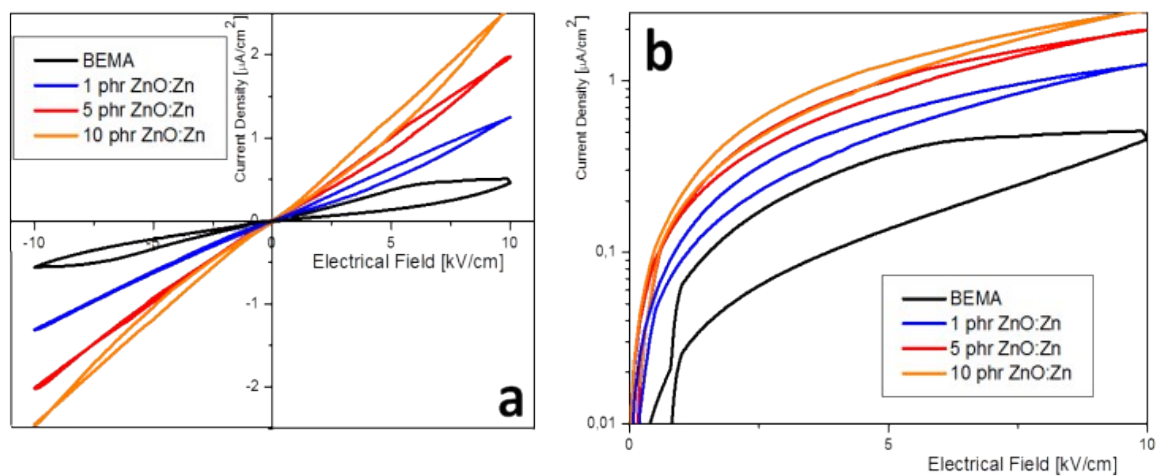 BEMA
1 phr ZnO:Zn
5 phr ZnO:Zn
10 phr ZnO:Zn
Current Density [µA/cm²]
2
1
0
-1
-2
-10
-5
0
5
10
Electrical Field [kV/cm]
a
b
Current Density [µA/cm²]
1
0,1
0,01
0
5
10
Electrical Field [kV/cm]
BEMA
1 phr ZnO:Zn
5 phr ZnO:Zn
10 phr ZnO:Zn